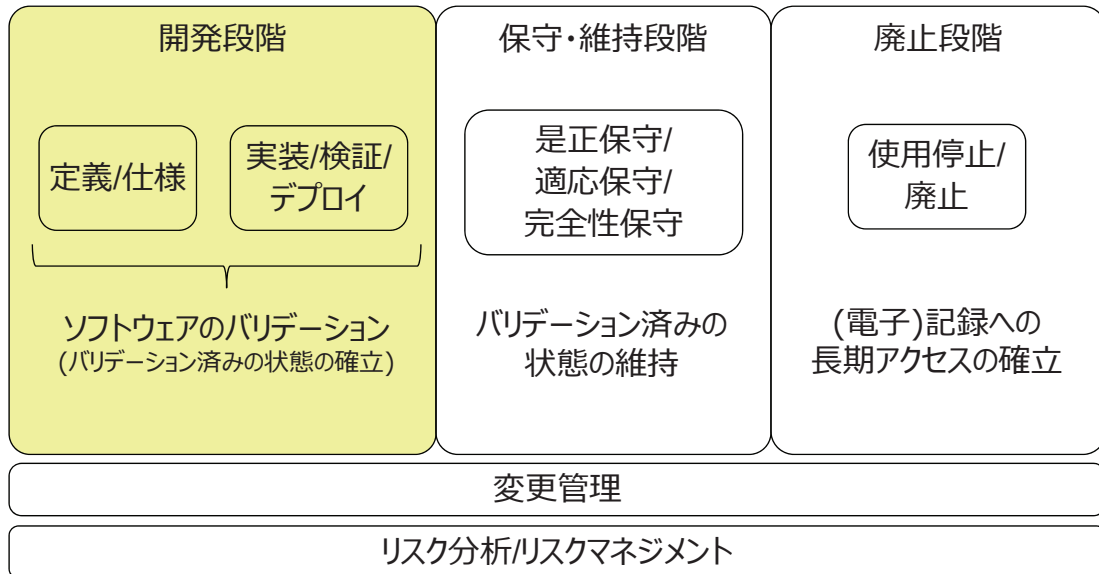 開発段階
定義/仕様
実装/検証/
デプロイ
ソフトウェアのバリデーション
(バリデーション済みの状態の確立)
保守・維持段階
是正保守/
適応保守/
完全性保守
バリデーション済みの
状態の維持
廃止段階
使用停止/
廃止
(電子)記録への
長期アクセスの確立
変更管理
リスク分析/リスクマネジメント